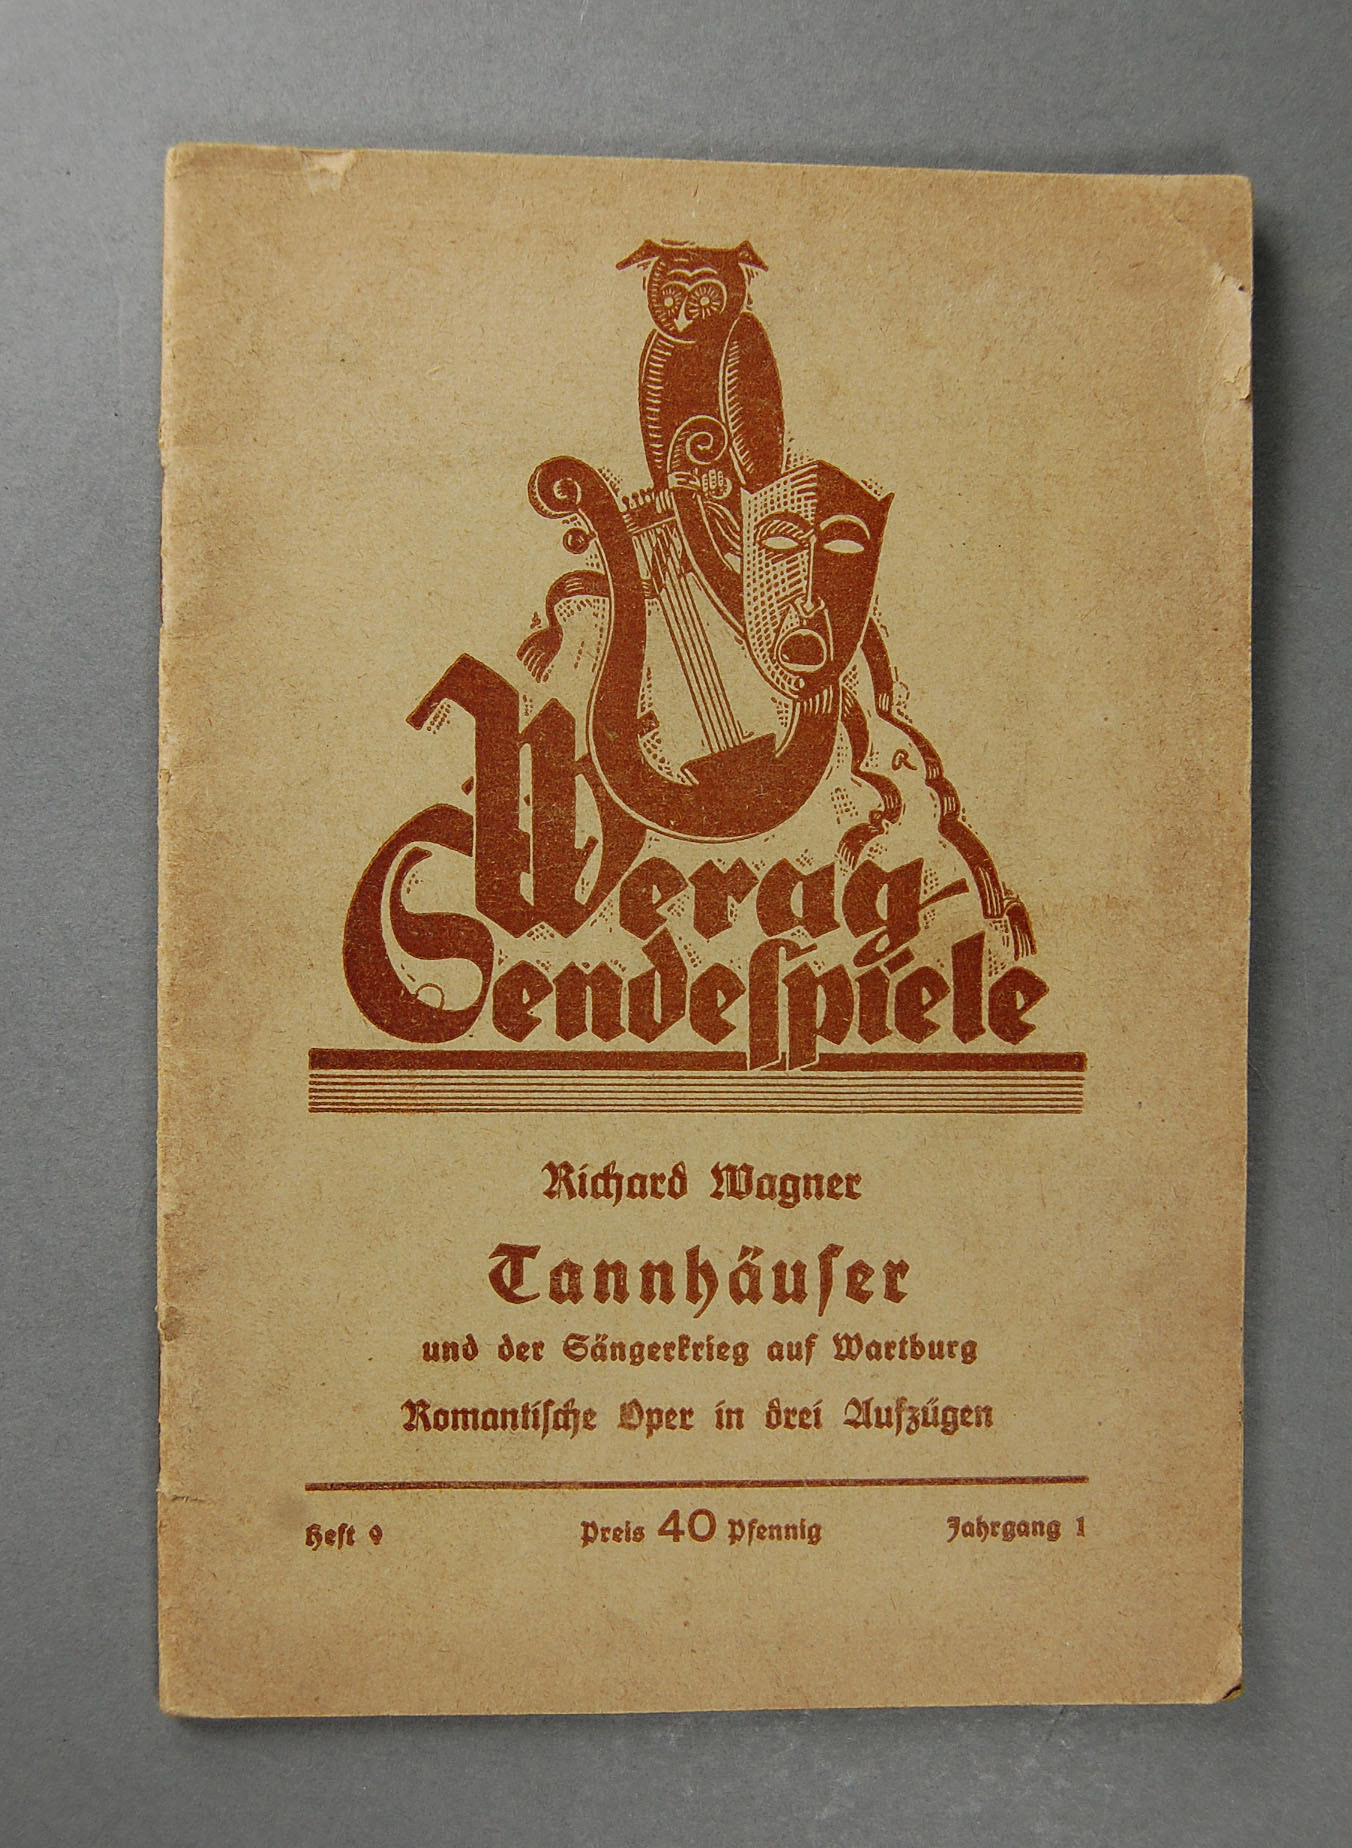 Werag
Sendespiele
Richard Wagner
Tannhäuser
und der Sängerkrieg auf Wartburg
Romantische Oper in drei Aufzügen
Heft 9 Preis 40 Pfennig Jahrgang 1